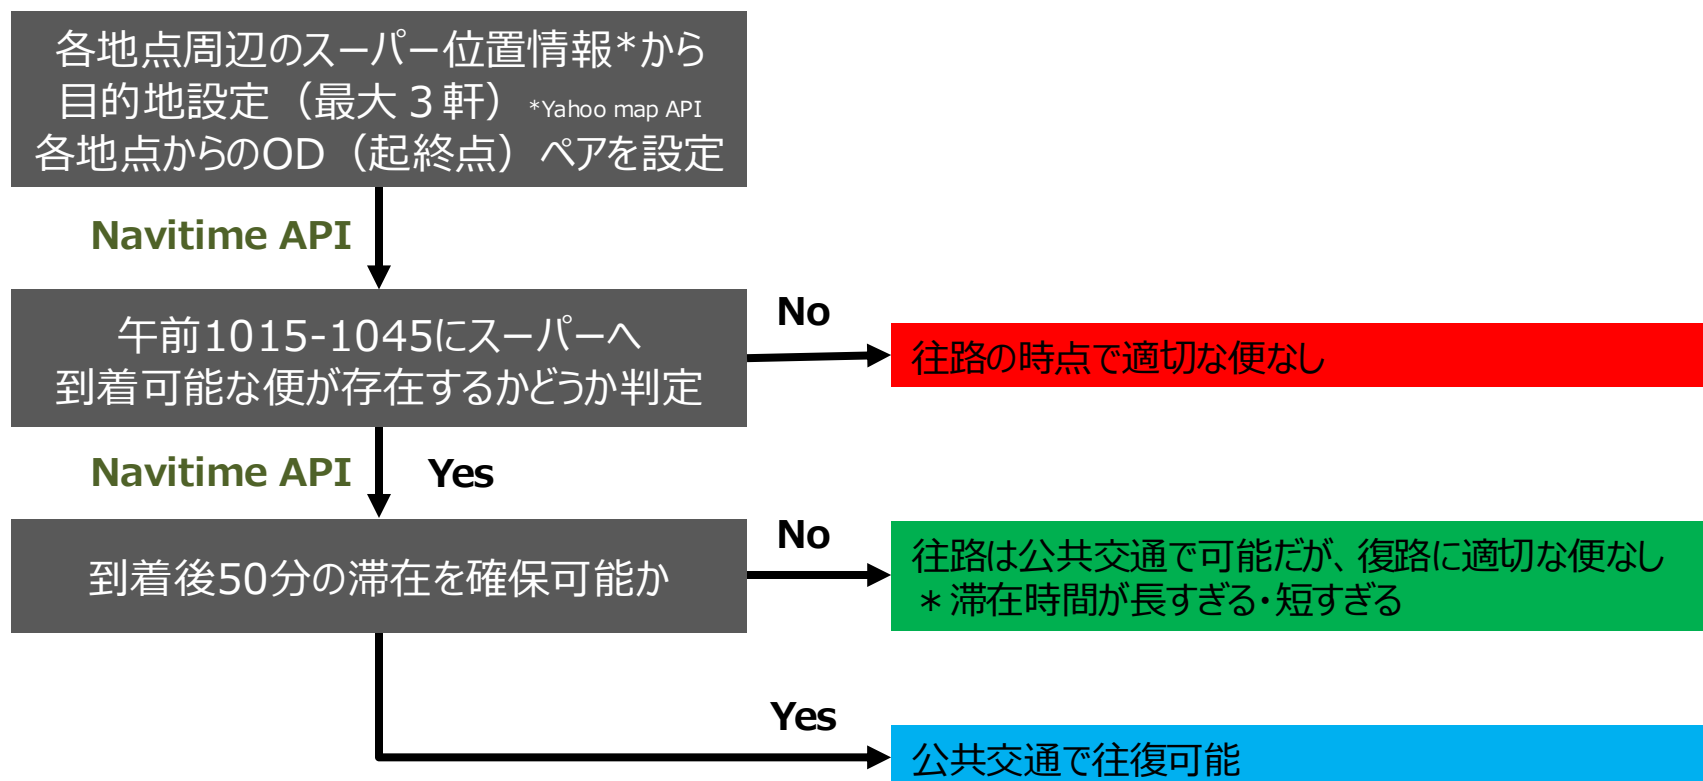 各地点周辺のスーパー位置情報*から
目的地設定（最大３軒）*Yahoo map API
各地点からのOD（起終点）ペアを設定
Navitime API
午前1015-1045にスーパーへ
到着可能な便が存在するかどうか判定
No
往路の時点で適切な便なし
Navitime API
Yes
到着後50分の滞在を確保可能か
No
往路は公共交通で可能だが、復路に適切な便なし
＊滞在時間が長すぎる・短すぎる
Yes
公共交通で往復可能